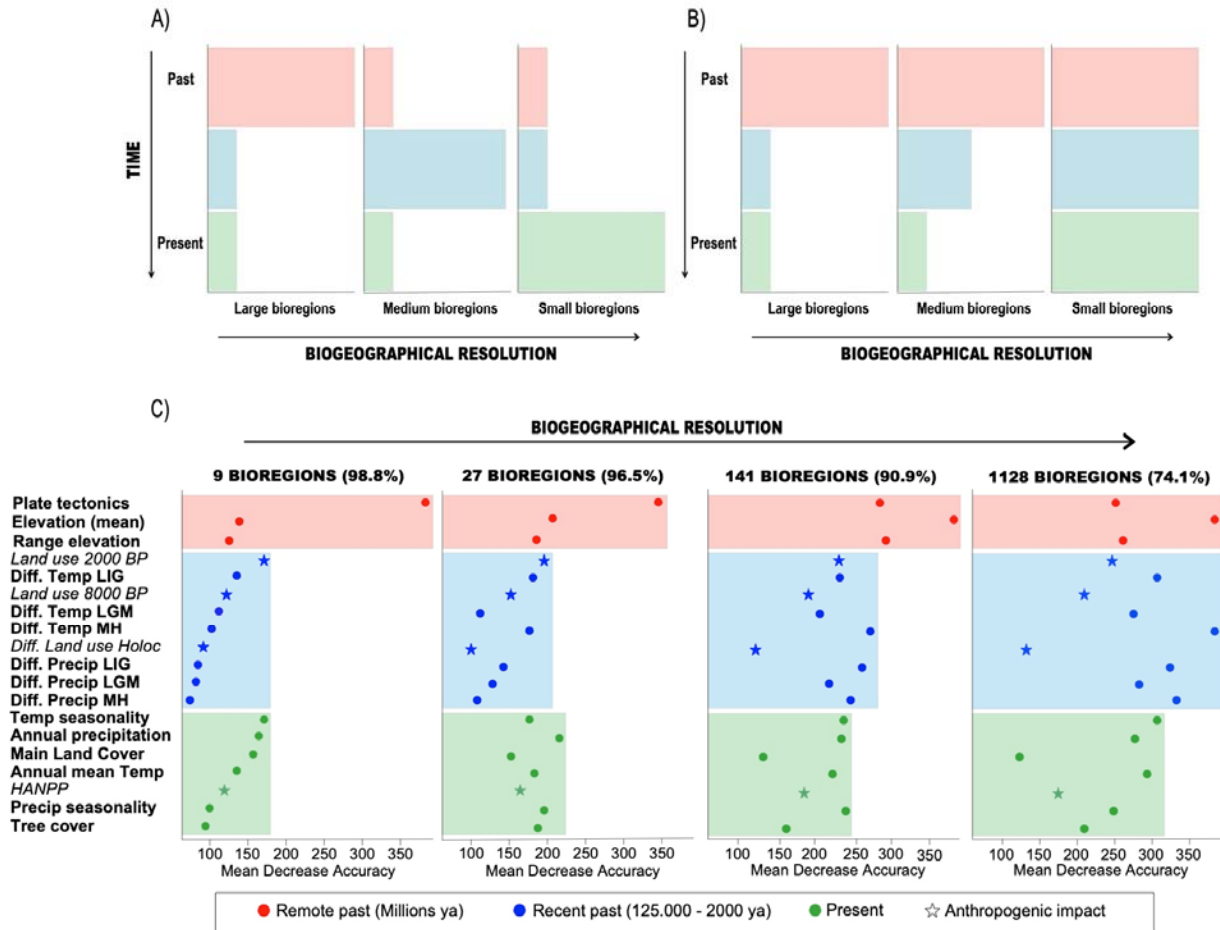 A)
B)
Past
TIME
Present
Large bioregions
Medium bioregions
Small bioregions
BIOGEOGRAPHICAL RESOLUTION
Past
Present
Large bioregions
Medium bioregions
Small bioregions
BIOGEOGRAPHICAL RESOLUTION
C)
BIOGEOGRAPHICAL RESOLUTION
9 BIOREGIONS (98.8%)
27 BIOREGIONS (96.5%)
141 BIOREGIONS (90.9%)
1128 BIOREGIONS (74.1%)
Plate tectonics
Elevation (mean)
Range elevation
Land use 2000 BP
Diff. Temp LIG
Land use 8000 BP
Diff. Temp LGM
Diff. Temp MH
Diff. Land use Holoc
Diff. Precip LIG
Diff. Precip LGM
Diff. Precip MH
Temp seasonality
Annual precipitation
Main Land Cover
Annual mean Temp
HANPP
Precip seasonality
Tree cover
100 150 200 250 300 350
Mean Decrease Accuracy
100 150 200 250 300 350
Mean Decrease Accuracy
100 200 250 300 350
Mean Decrease Accuracy
100 150 200 250 300 350
Mean Decrease Accuracy
Remote past (Millions ya)
Recent past (125.000 - 2000 ya)
Present
Anthropogenic impact